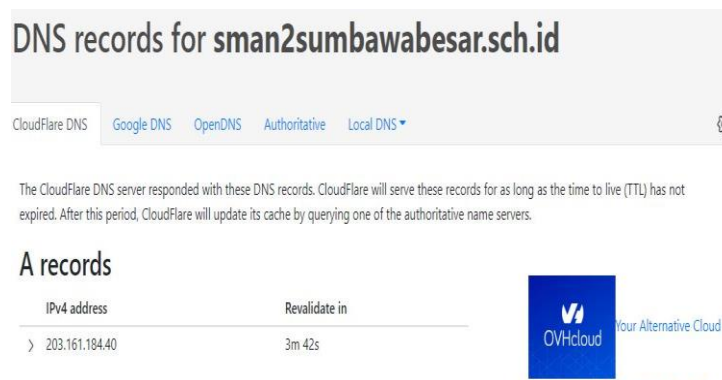 DNS records for sman2sumbawabesar.sch.id
CloudFlare DNS Google DNS OpenDNS Authoritative Local DNS
The CloudFlare DNS server responded with these DNS records. CloudFlare will serve these records for as long as the time to live (TTL) has not
expired. After this period, CloudFlare will update its cache by querying one of the authoritative name servers.
A records
IPv4 address Revalidate in
203.161.184.40 3m 42s
OVHcloud
Your Alternative Cloud